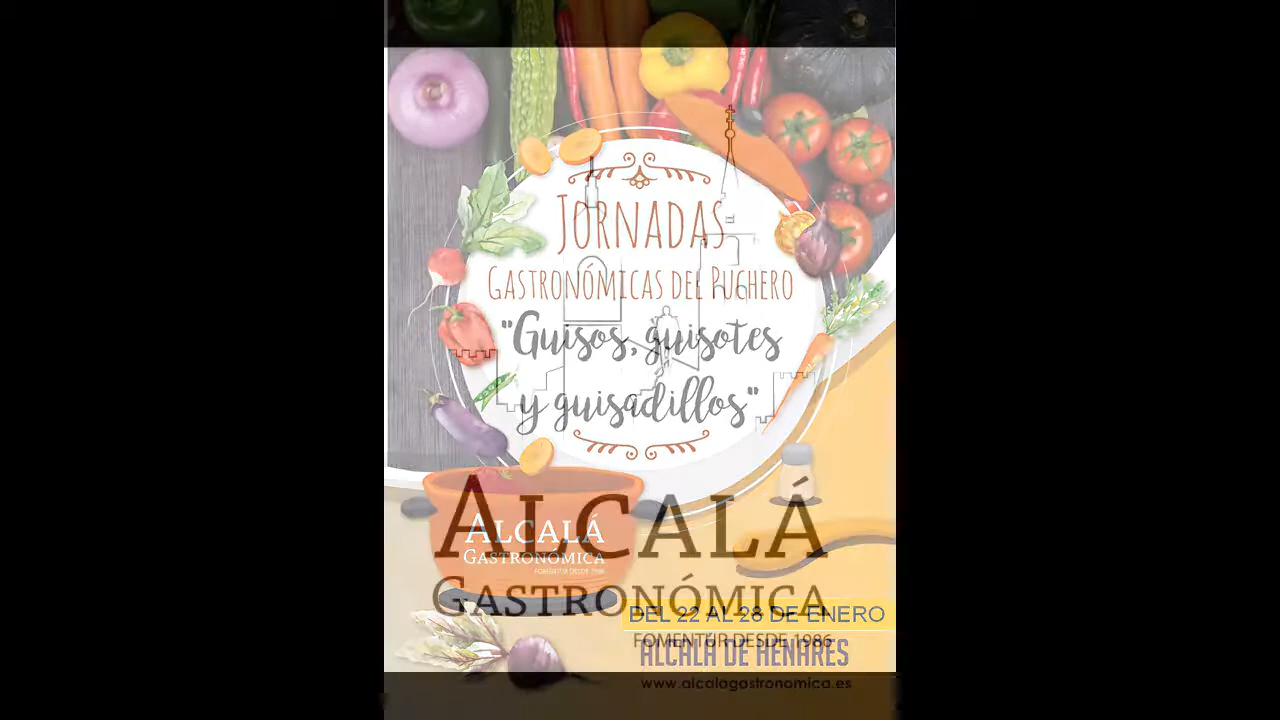 JORNADAS
GASTRONÓMICAS DEL PUCHERO
"Guisos, guisotes
y guisadillos"
ALCALÁ
GASTRONÓMICA
FOMENTUR DESDE 1986
ALCALÁ
GASTRONÓMICA
FOMENTÚR DESDE 1986
DEL 22 AL 28 DE ENERO
ALCALÁ DE HENARES
www.alcalagastronomica.es